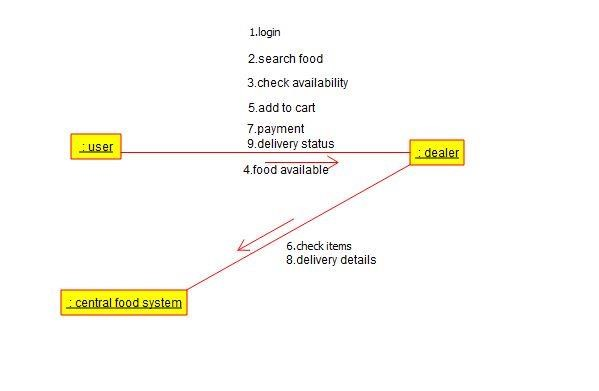 1.login
2.search food
3.check availability
5.add to cart
7.payment
9.delivery status
: user
: dealer
4.food available
6.check items
8.delivery details
: central food system